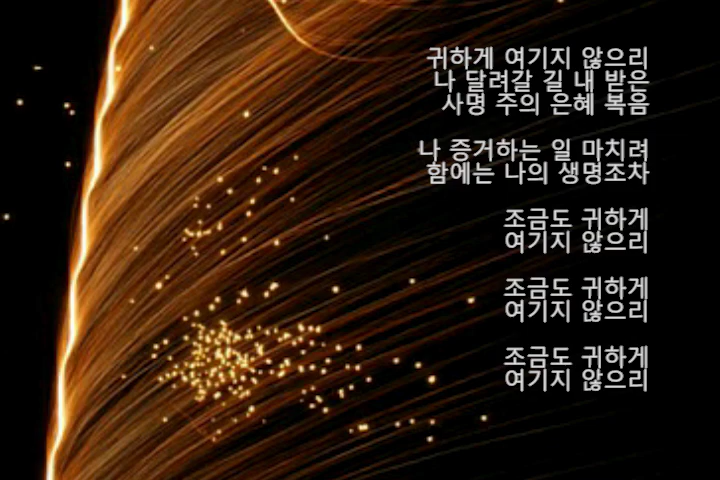 귀하게 여기지 않으리
나 달려갈 길 내 받은
사명 주의 은혜 복음
나 증거하는 일 마치려
함에는 나의 생명조차
조금도 귀하게
여기지 않으리
조금도 귀하게
여기지 않으리
조금도 귀하게
여기지 않으리